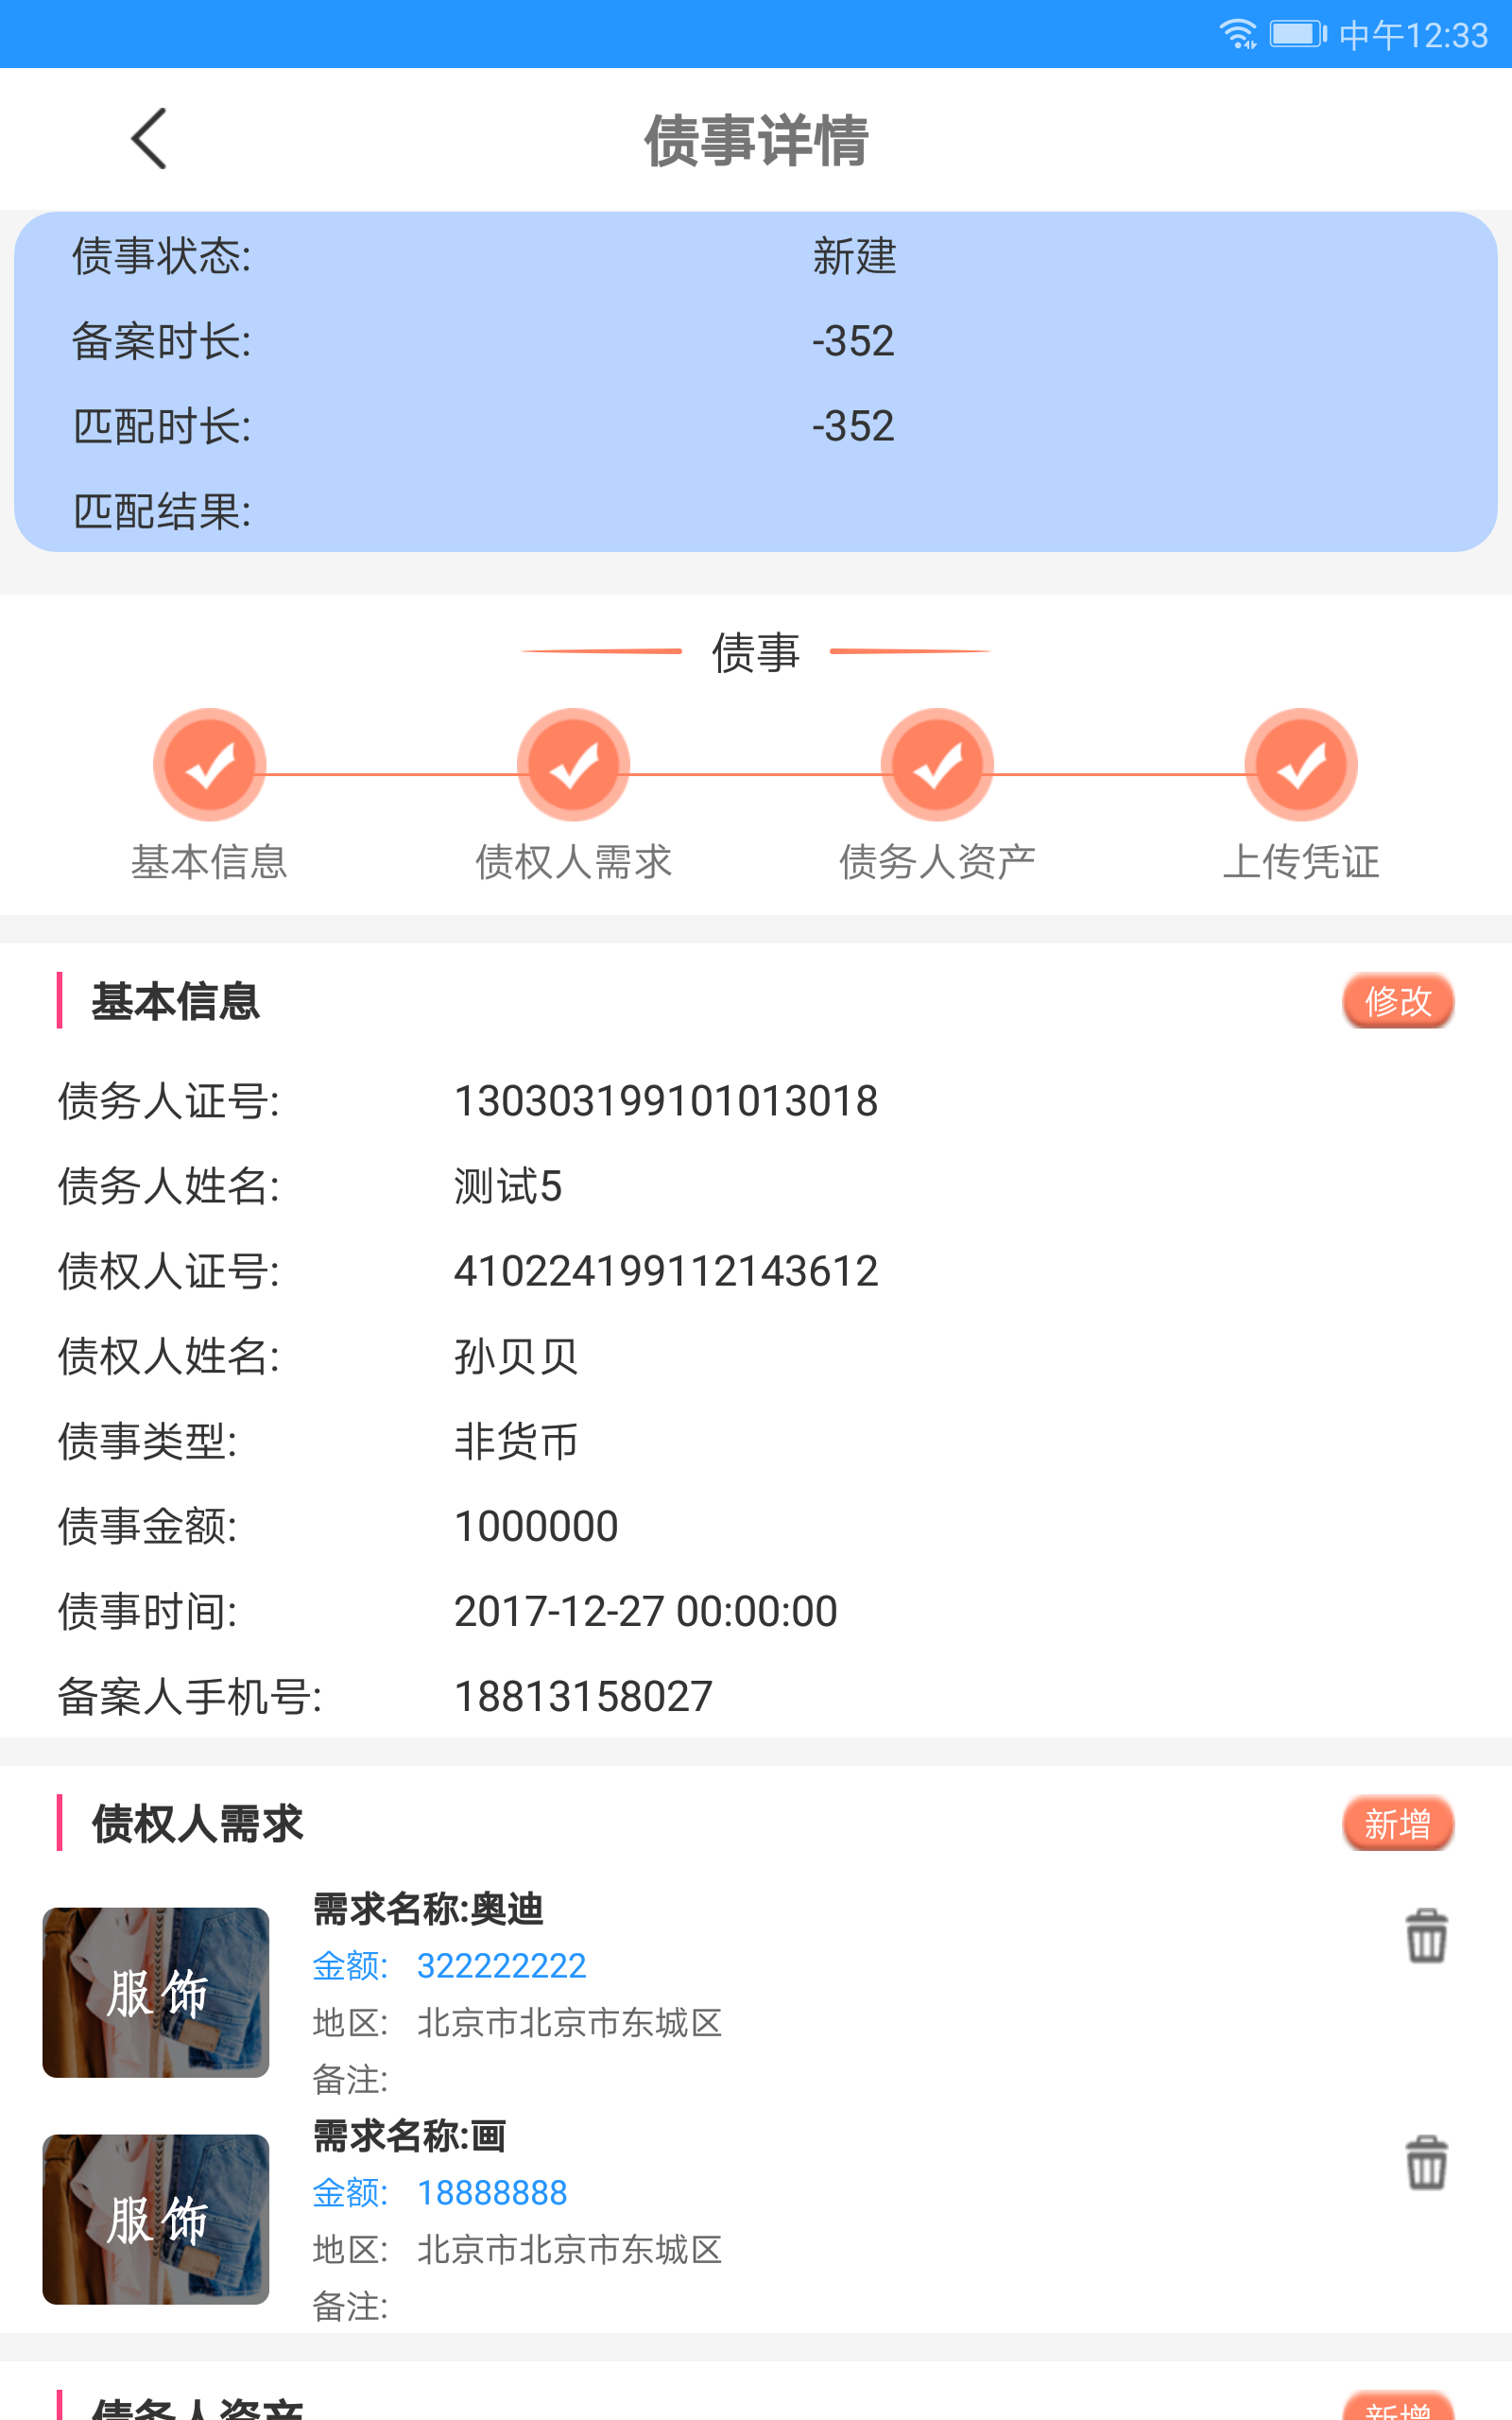 中午12:33
债事详情
债事状态: 新建
备案时长: -352
匹配时长: -352
匹配结果:
债事
基本信息 债权人需求 债务人资产 上传凭证
基本信息 修改
债务人证号: 130303199101013018
债务人姓名: 测试5
债权人证号: 410224199112143612
债权人姓名: 孙贝贝
债事类型: 非货币
债事金额: 1000000
债事时间: 2017-12-27 00:00:00
备案人手机号: 18813158027
债权人需求 新增
服饰
需求名称:奥迪
金额: 322222222
地区: 北京市北京市东城区
备注:
服饰
需求名称:画
金额: 18888888
地区: 北京市北京市东城区
备注:
债务人资产 新增